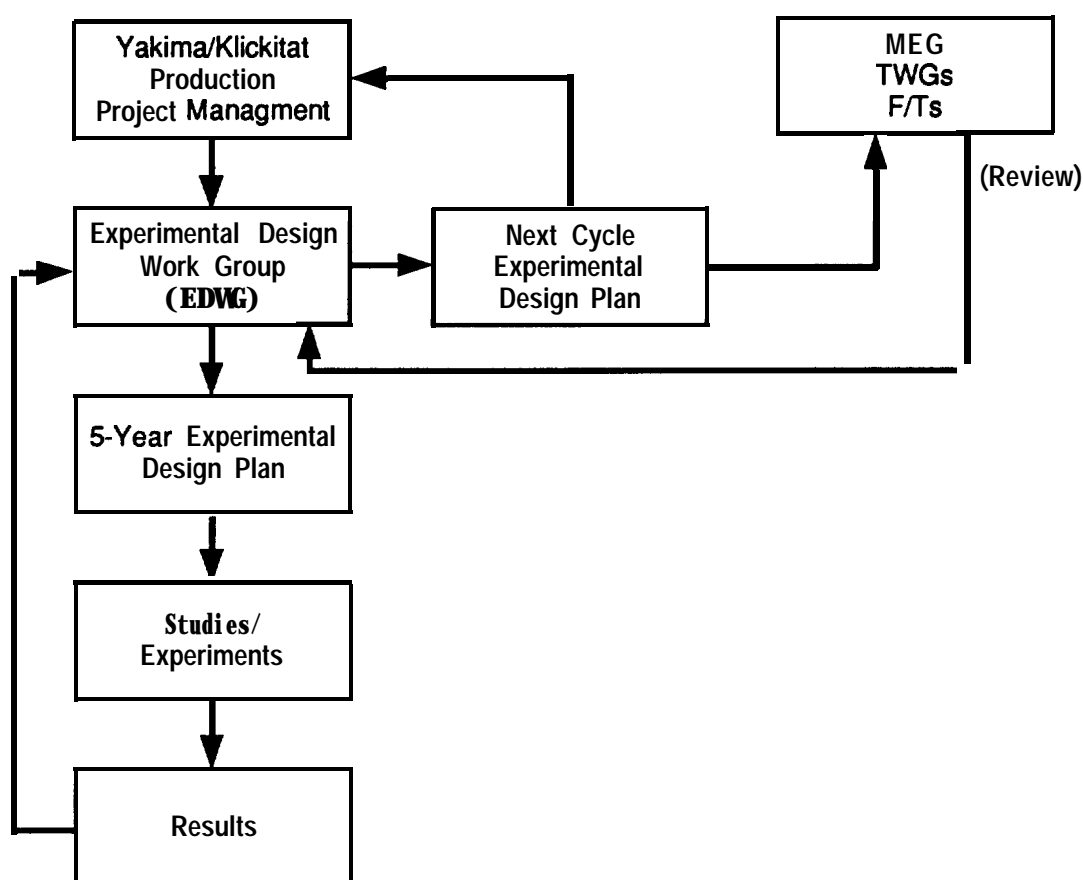 Yakima/Klickitat
Production
Project Managment
MEG
TWGs
F/Ts
(Review)
Experimental Design
Work Group
(EDWG)
Next Cycle
Experimental
Design Plan
5-Year Experimental
Design Plan
Studies/
Experiments
Results